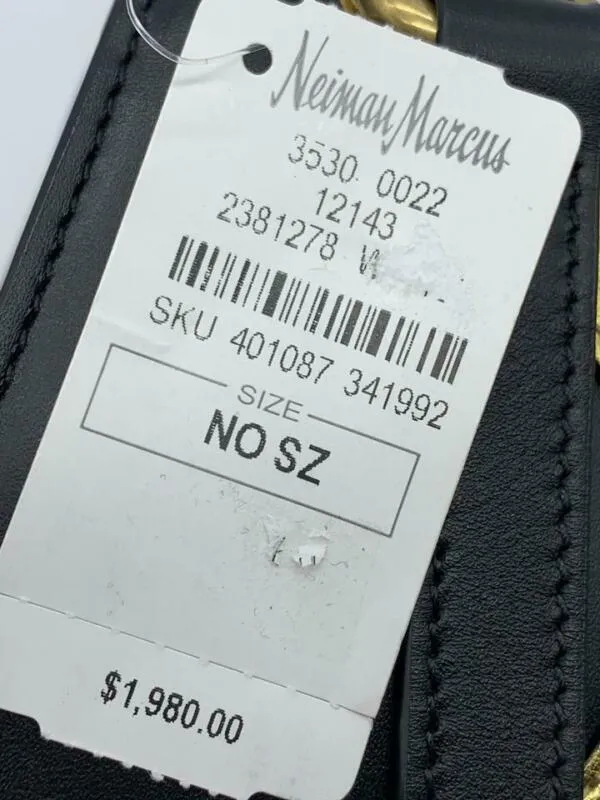 Neiman Marcus
3530 0022
12143
2381278
SKU 401087 341992
SIZE
NO SZ
$1,980.00